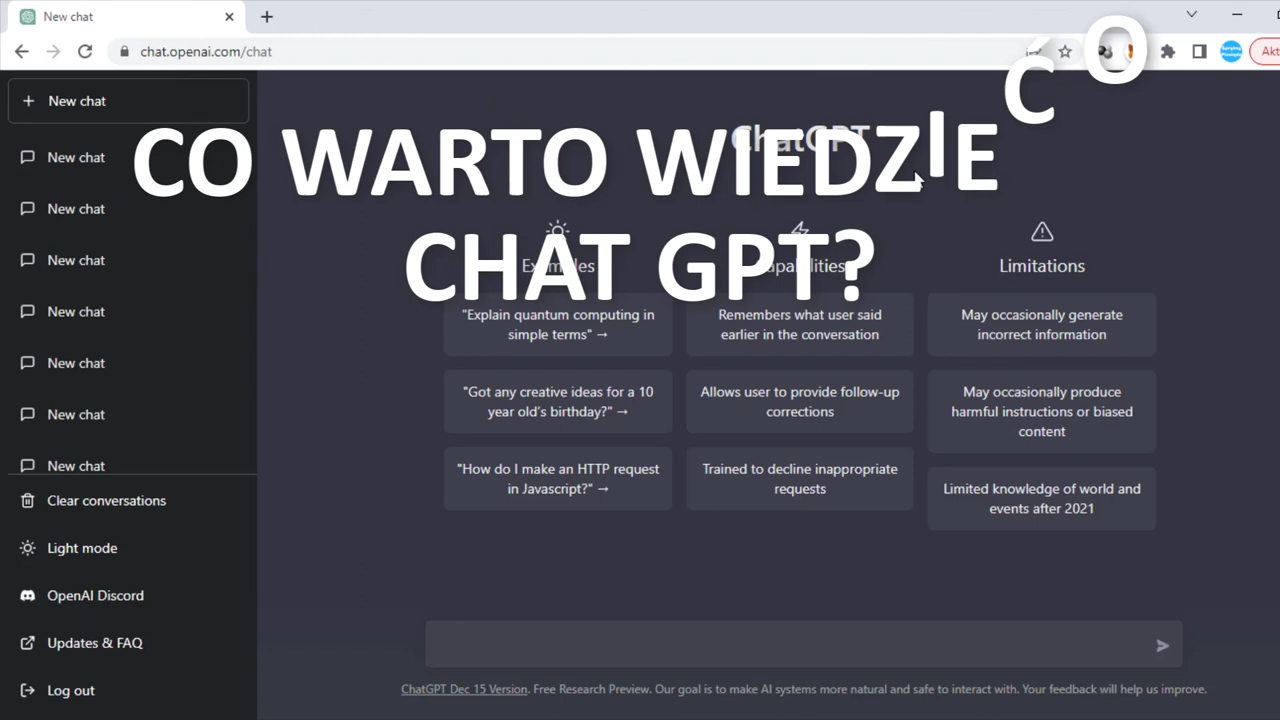 New chat
chat.openai.com/chat
Akt
New chat
New chat
New chat
New chat
New chat
New chat
New chat
New chat
Clear conversations
Light mode
OpenAI Discord
Updates & FAQ
Log out
CO WARTO WIEDZIEĆ O
CHAT GPT?
ChatGPT
Examples
"Explain quantum computing in
simple terms" →
"Got any creative ideas for a 10
year old's birthday?" →
"How do I make an HTTP request
in Javascript?" →
Capabilities
Remembers what user said
earlier in the conversation
Allows user to provide follow-up
corrections
Trained to decline inappropriate
requests
Limitations
May occasionally generate
incorrect information
May occasionally produce
harmful instructions or biased
content
Limited knowledge of world and
events after 2021
ChatGPT Dec 15 Version. Free Research Preview. Our goal is to make AI systems more natural and safe to interact with. Your feedback will help us improve.